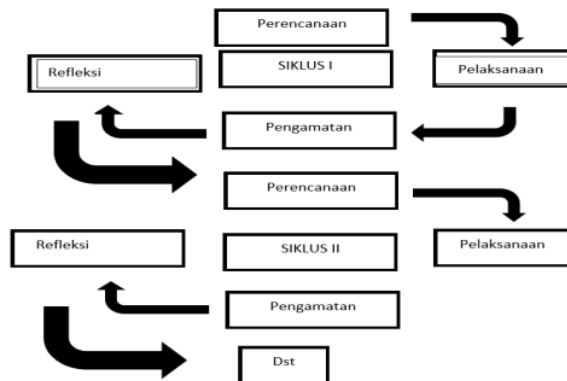 Perencanaan
SIKLUS I
Refleksi
Pelaksanaan
Pengamatan
Perencanaan
Refleksi
SIKLUS II
Pelaksanaan
Pengamatan
Dst